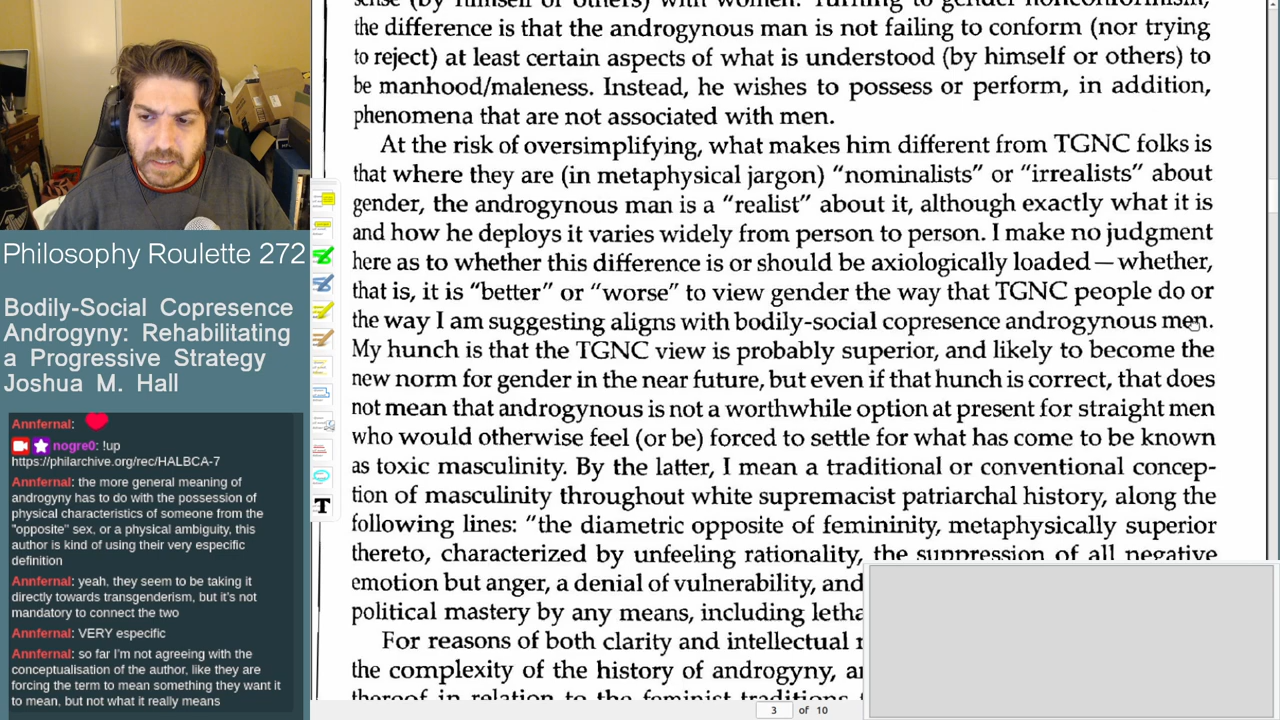 sense (by himself or others) with women. Turning to gender nonconformism,
the difference is that the androgynous man is not failing to conform (nor trying
to reject) at least certain aspects of what is understood (by himself or others) to
be manhood/maleness. Instead, he wishes to possess or perform, in addition,
phenomena that are not associated with men.
At the risk of oversimplifying, what makes him different from TGNC folks is
that where they are (in metaphysical jargon) “nominalists” or “irrealists” about
gender, the androgynous man is a “realist” about it, although exactly what it is
and how he deploys it varies widely from person to person. I make no judgment
here as to whether this difference is or should be axiologically loaded—whether,
that is, it is “better” or “worse” to view gender the way that TGNC people do or
the way I am suggesting aligns with bodily-social copresence androgynous men.
My hunch is that the TGNC view is probably superior, and likely to become the
new norm for gender in the near future, but even if that hunch is correct, that does
not mean that androgynous is not a worthwhile option at present for straight men
who would otherwise feel (or be) forced to settle for what has come to be known
as toxic masculinity. By the latter, I mean a traditional or conventional concep-
tion of masculinity throughout white supremacist patriarchal history, along the
following lines: “the diametric opposite of femininity, metaphysically superior
thereto, characterized by unfeeling rationality, the suppression of all negative
emotion but anger, a denial of vulnerability, and
political mastery by any means, including letha
For reasons of both clarity and intellectual
the complexity of the history of androgyny, a
thereof in relation to the feminist traditions
3 of 10
T
Philosophy Roulette 272
Bodily-Social Copresence
Androgyny: Rehabilitating
a Progressive Strategy
Joshua M. Hall
Annfernal:
nogre0: !up
https://philarchive.org/rec/HALBCA-7
Annfernal: the more general meaning of
androgyny has to do with the possession of
physical characteristics of someone from the
"opposite" sex, or a physical ambiguity, this
author is kind of using their very especific
definition
Annfernal: yeah, they seem to be taking it
directly towards transgenderism, but it's not
mandatory to connect the two
Annfernal: VERY especific
Annfernal: so far I'm not agreeing with the
conceptualisation of the author, like they are
forcing the term to mean something they want it
to mean, but not what it really means